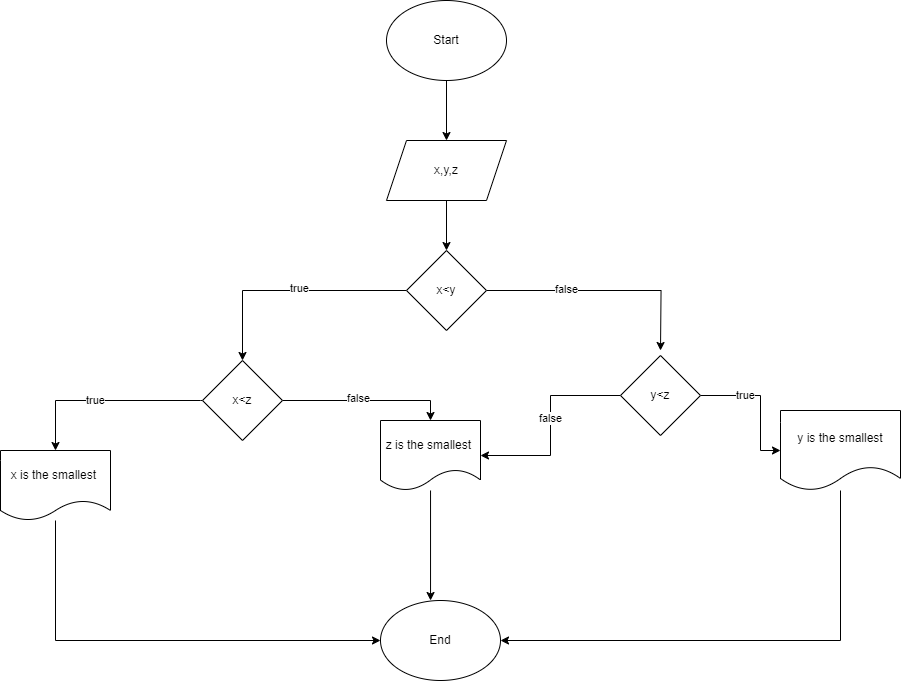 Start
x,y,z
x<y
true
false
x<z
true
false
y<z
false
true
x is the smallest
z is the smallest
y is the smallest
End